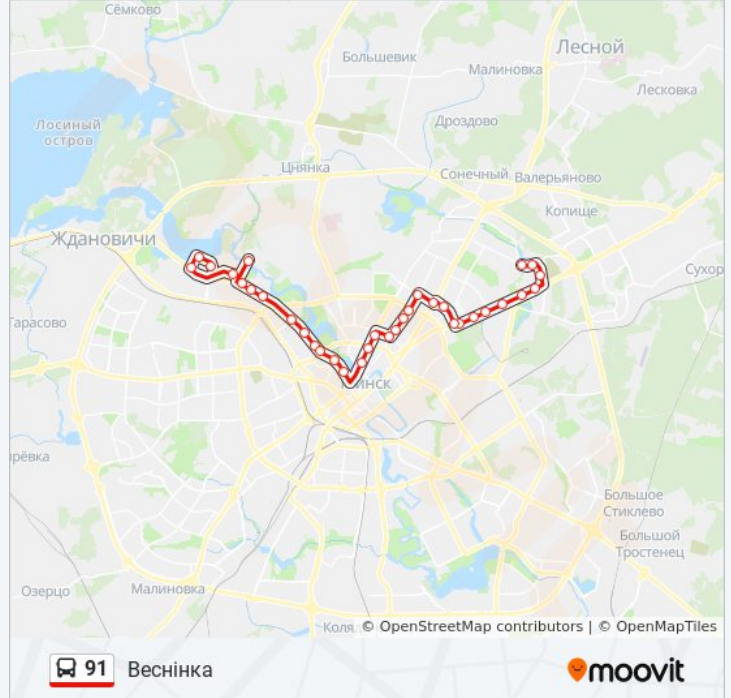 Сёмково
Лесной
Большевик
Малиновка
Лесковка
Лосиный
остров
Дроздово
Цнянка
Сонечный
Валерьяново
Копище
Ждановичи
Сухор
Тарасово
Минск
рёвка
Большое
Стиклево
Большой
Тростенец
Озерцо
Малиновка
Коля
© OpenStreetMap contributors | © OpenMapTiles
91 Веснінка
moovit